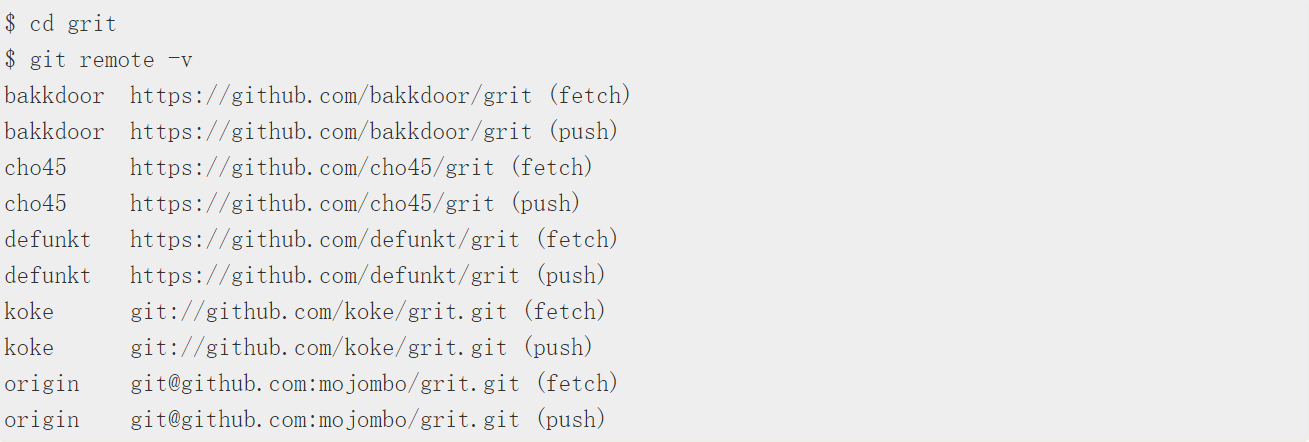 $ cd grit
$ git remote -v
bakkdoor  https://github.com/bakkdoor/grit (fetch)
bakkdoor  https://github.com/bakkdoor/grit (push)
cho45     https://github.com/cho45/grit (fetch)
cho45     https://github.com/cho45/grit (push)
defunkt   https://github.com/defunkt/grit (fetch)
defunkt   https://github.com/defunkt/grit (push)
koke      git://github.com/koke/grit.git (fetch)
koke      git://github.com/koke/grit.git (push)
origin    git@github.com:mojombo/grit.git (fetch)
origin    git@github.com:mojombo/grit.git (push)